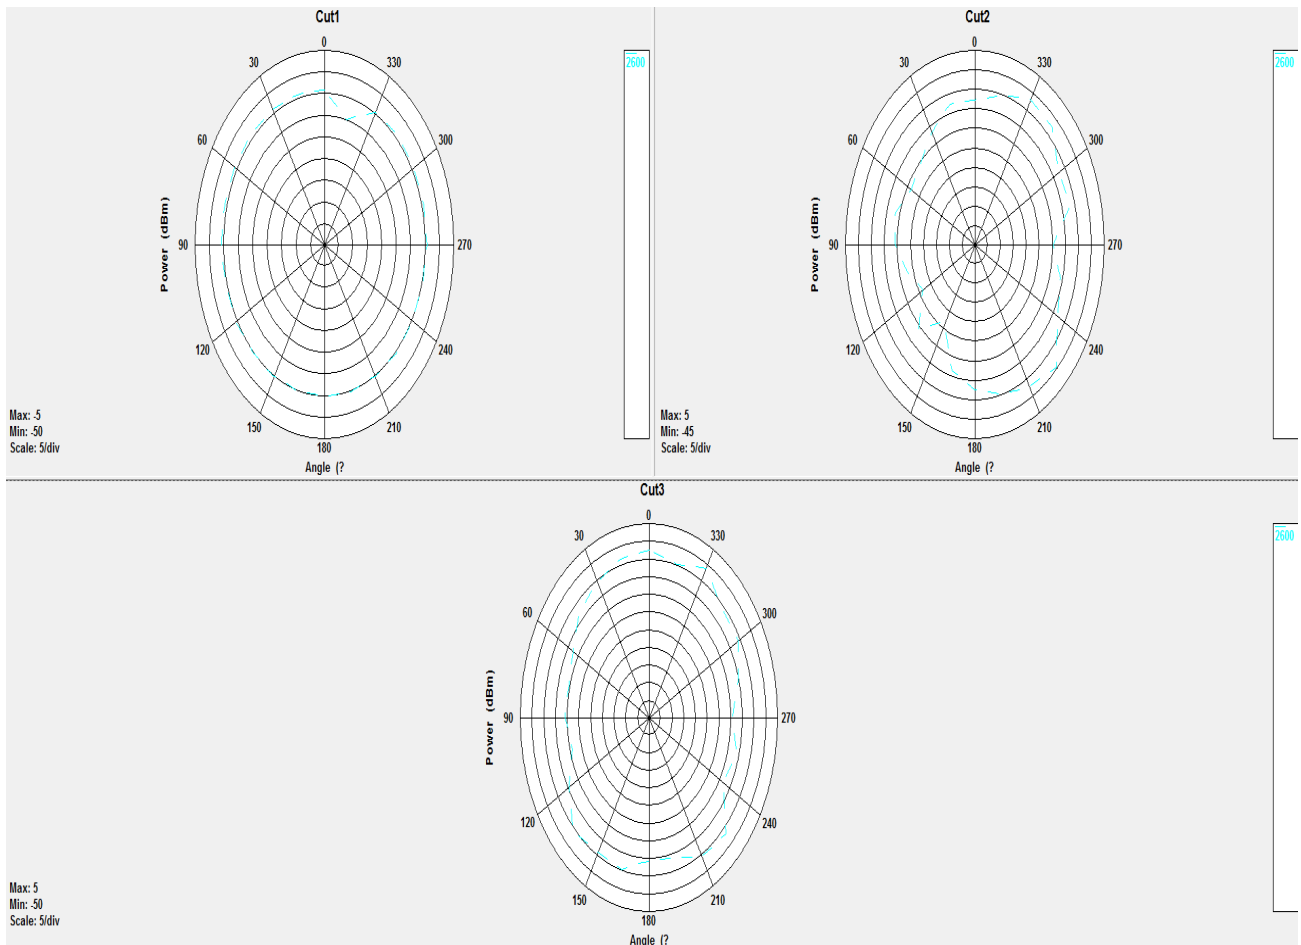 Cut1
0
30
330
60
300
90
270
120
240
150
210
180
Power (dBm)
Angle (?
Max: -5
Min: -50
Scale: 5/div
2600
Cut2
0
30
330
60
300
90
270
120
240
150
210
180
Power (dBm)
Angle (?
Max: 5
Min: -45
Scale: 5/div
2600
Cut3
0
30
330
60
300
90
270
120
240
150
210
180
Power (dBm)
Angle (?
Max: 5
Min: -50
Scale: 5/div
2600